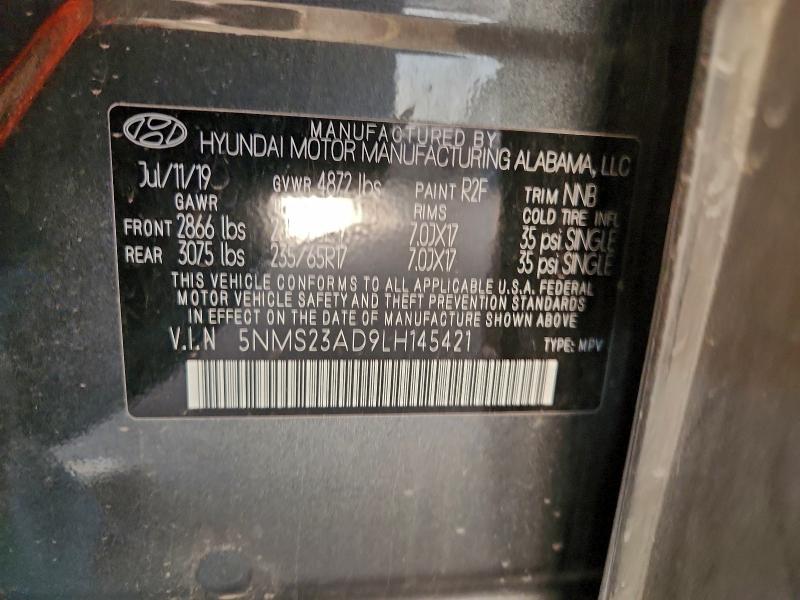 MANUFACTURED BY
HYUNDAI MOTOR MANUFACTURING ALABAMA, LLC
Jul/11/19 GVWR 4872 lbs PAINT R2F TRIM NNB
GAWR RIMS COLD TIRE INFL
FRONT 2866 lbs 7.0JX17 35 psi SINGLE
REAR 3075 lbs 235/65R17 7.0JX17 35 psi SINGLE
THIS VEHICLE CONFORMS TO ALL APPLICABLE U.S.A. FEDERAL
MOTOR VEHICLE SAFETY AND THEFT PREVENTION STANDARDS
IN EFFECT ON THE DATE OF MANUFACTURE SHOWN ABOVE
V.I.N 5NMS23AD9LH145421 TYPE: MPV